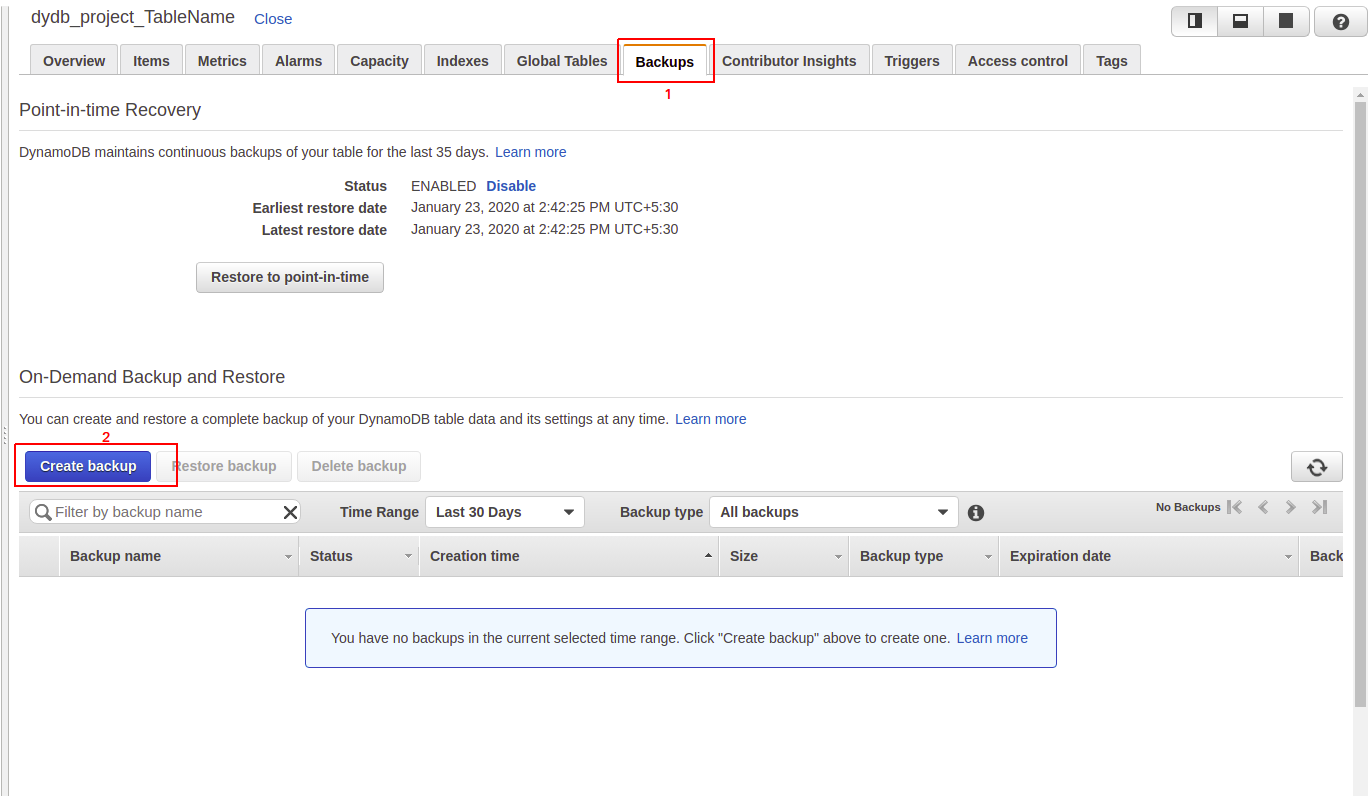 dydb_project_TableName Close
Overview Items Metrics Alarms Capacity Indexes Global Tables Backups Contributor Insights Triggers Access control Tags
1
Point-in-time Recovery
DynamoDB maintains continuous backups of your table for the last 35 days. Learn more
Status ENABLED Disable
Earliest restore date January 23, 2020 at 2:42:25 PM UTC+5:30
Latest restore date January 23, 2020 at 2:42:25 PM UTC+5:30
Restore to point-in-time
On-Demand Backup and Restore
You can create and restore a complete backup of your DynamoDB table data and its settings at any time. Learn more
2
Create backup Restore backup Delete backup
Filter by backup name Time Range Last 30 Days Backup type All backups No Backups
Backup name Status Creation time Size Backup type Expiration date Back
You have no backups in the current selected time range. Click "Create backup" above to create one. Learn more